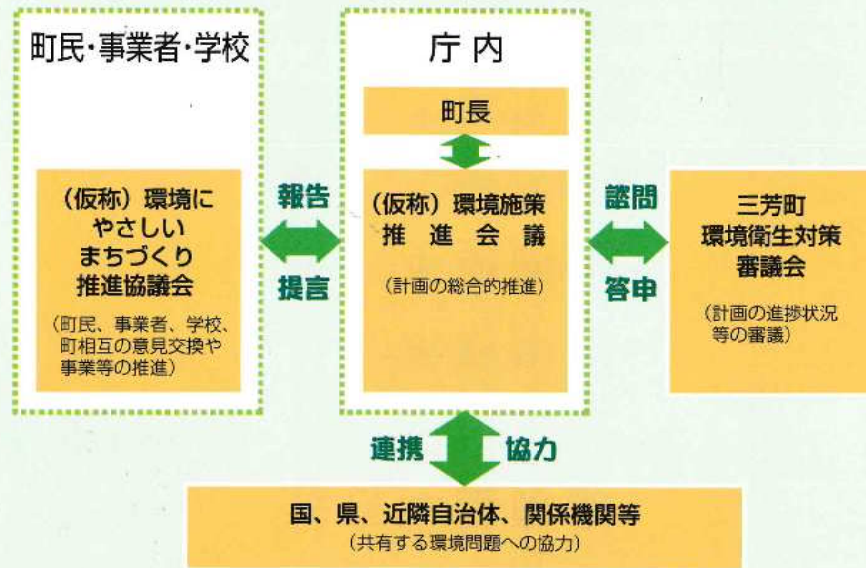 町民・事業者・学校
(仮称)環境に
やさしい
まちづくり
推進協議会
(町民、事業者、学校、
町相互の意見交換や
事業等の推進)
報告
提言
庁内
町長
(仮称)環境施策
推進会議
(計画の総合的推進)
諮問
答申
三芳町
環境衛生対策
審議会
(計画の進捗状況
等の審議)
連携
協力
国、県、近隣自治体、関係機関等
(共有する環境問題への協力)